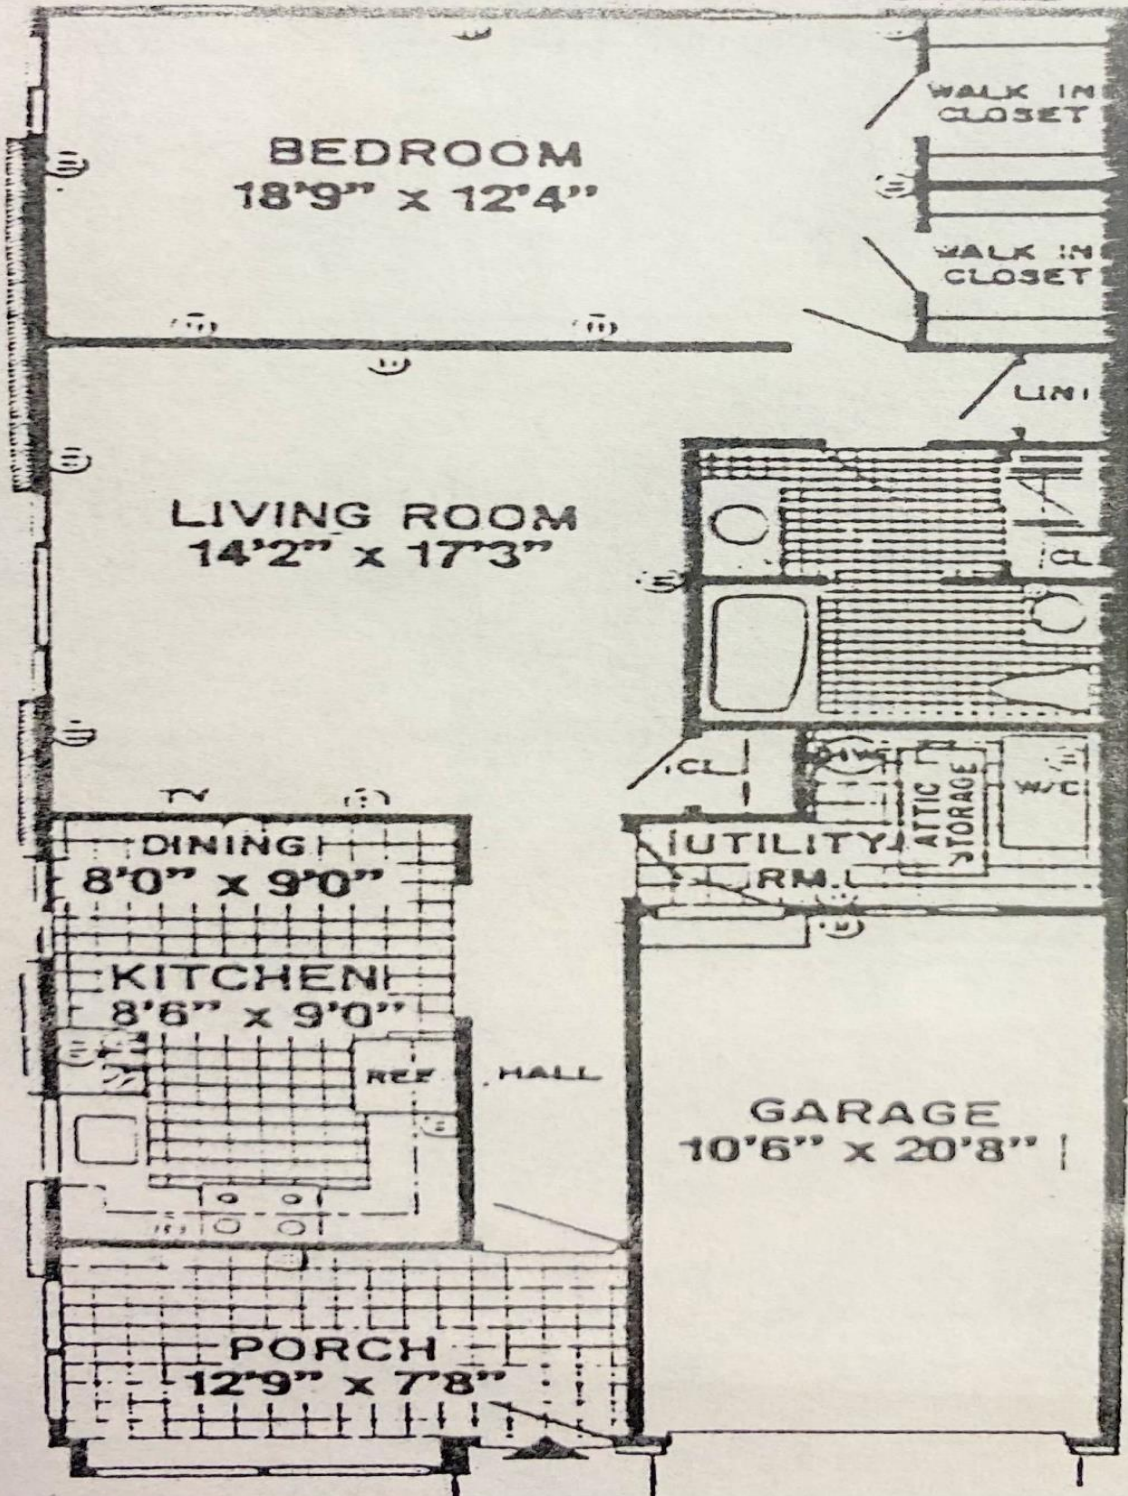 WALK IN
CLOSET
BEDROOM
18'9" x 12'4"
WALK IN
CLOSET
LIN
LIVING ROOM
14'2" x 17'3"
CL
CL
TV
W/C
ATTIC
STORAGE
UTILITY
RM.
DINING
8'0" x 9'0"
KITCHEN
8'6" x 9'0"
REF
HALL
GARAGE
10'6" x 20'8"
PORCH
12'9" x 7'8"